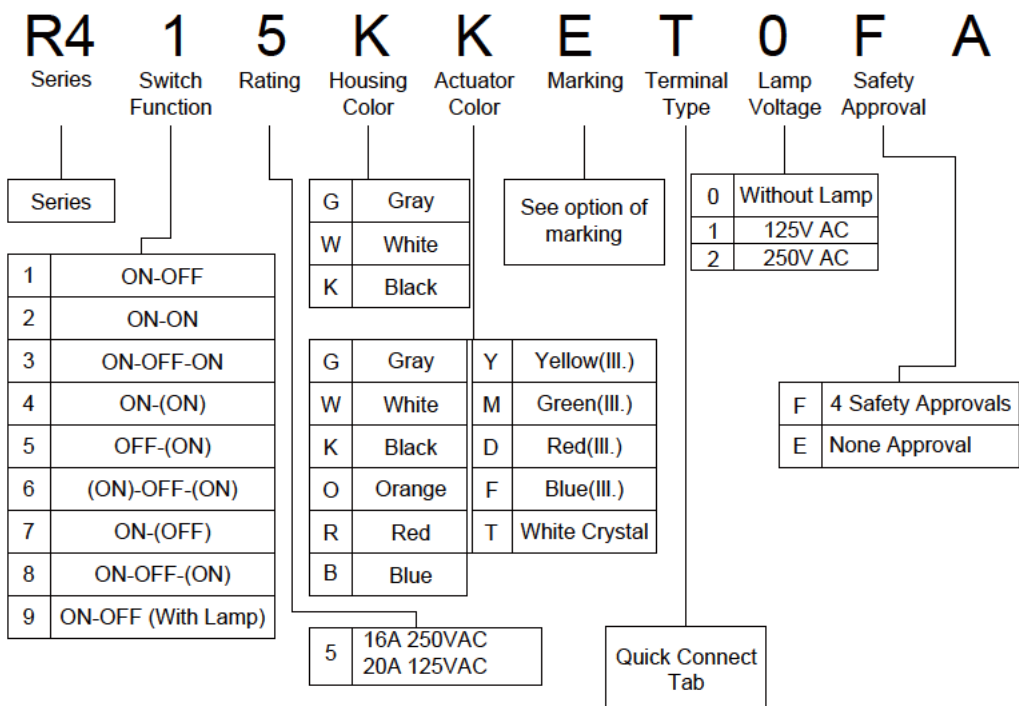 R4 1 5 K K E T 0 F A
Series Switch Function Rating Housing Color Actuator Color Marking Terminal Type Lamp Voltage Safety Approval
Series
1 ON-OFF
2 ON-ON
3 ON-OFF-ON
4 ON-(ON)
5 OFF-(ON)
6 (ON)-OFF-(ON)
7 ON-(OFF)
8 ON-OFF-(ON)
9 ON-OFF (With Lamp)
5 16A 250VAC
20A 125VAC
G Gray
W White
K Black
G Gray
W White
K Black
O Orange
R Red
B Blue
Y Yellow(Ill.)
M Green(Ill.)
D Red(Ill.)
F Blue(Ill.)
T White Crystal
See option of
marking
Quick Connect
Tab
0 Without Lamp
1 125V AC
2 250V AC
F 4 Safety Approvals
E None Approval